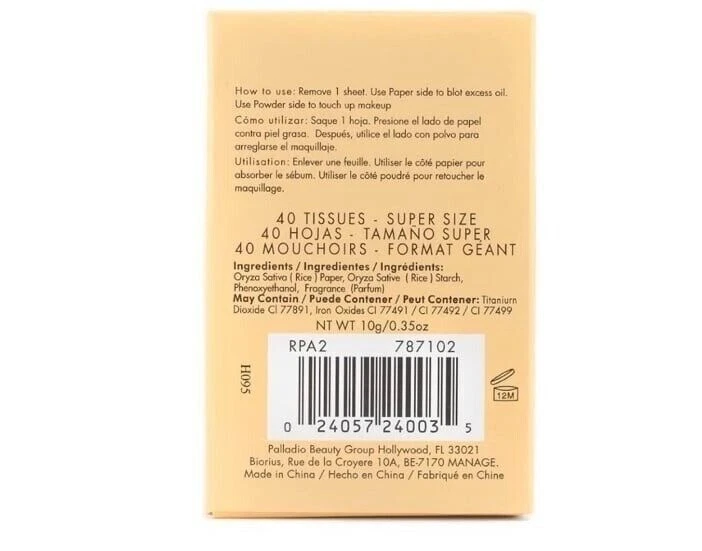 How to use: Remove 1 sheet. Use Paper side to blot excess oil.
Use Powder side to touch up makeup
Cómo utilizar: Saque 1 hoja. Presione el lado de papel
contra piel grasa. Después, utilice el lado con polvo para
arreglarse el maquillaje.
Utilisation: Enlever une feuille. Utiliser le côté papier pour
absorber le sébum. Utiliser le côté poudré pour retoucher le
maquillage.
40 TISSUES - SUPER SIZE
40 HOJAS - TAMAÑO SUPER
40 MOUCHOIRS - FORMAT GÉANT
Ingredients / Ingredientes / Ingrédients:
Oryza Sativa ( Rice ) Paper, Oryza Sative ( Rice ) Starch,
Phenoxyethanol, Fragrance (Parfum)
May Contain / Puede Contener / Peut Contener: Titanium
Dioxide CI 77891, Iron Oxides CI 77491 / CI 77492 / CI 77499
NT WT 10g/0.35oz
RPA2 787102
H095
12M
0 24057 24003 5
Palladio Beauty Group Hollywood, FL 33021
Biorius, Rue de la Croyere 10A, BE-7170 MANAGE.
Made in China / Hecho en China / Fabriqué en Chine